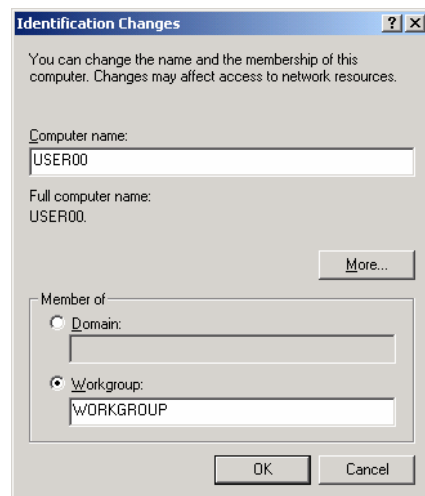 Identification Changes
You can change the name and the membership of this
computer. Changes may affect access to network resources.
Computer name:
USER00
Full computer name:
USER00.
More...
Member of
Domain:
Workgroup:
WORKGROUP
OK Cancel